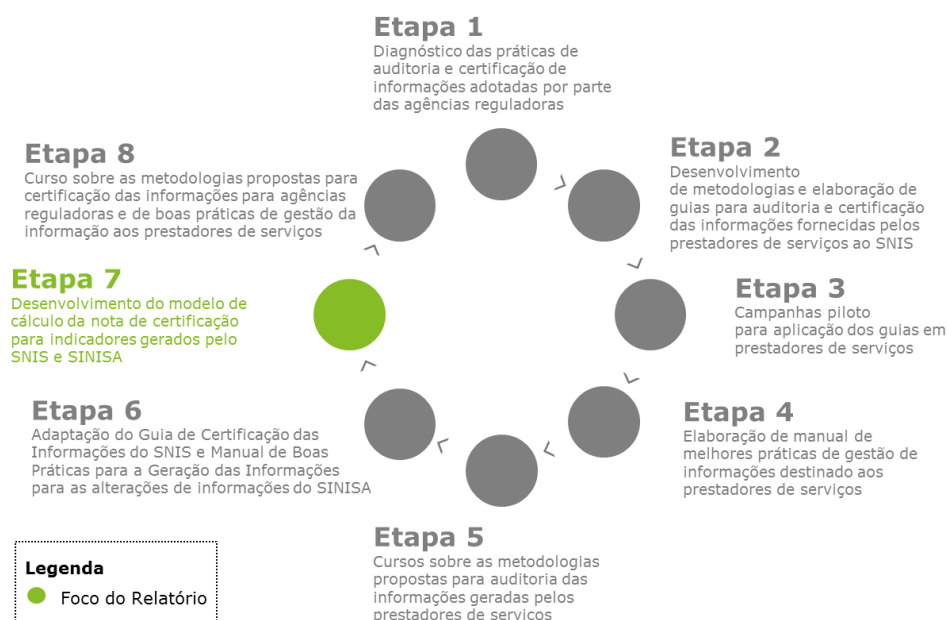 Etapa 1
Diagnóstico das práticas de
auditoria e certificação de
informações adotadas por parte
das agências reguladoras
Etapa 2
Desenvolvimento
de metodologias e elaboração de
guias para auditoria e certificação
das informações fornecidas pelos
prestadores de serviços ao SNIS
Etapa 3
Campanhas piloto
para aplicação dos guias em
prestadores de serviços
Etapa 4
Elaboração de manual de
melhores práticas de gestão de
informações destinado aos
prestadores de serviços
Etapa 5
Cursos sobre as metodologias
propostas para auditoria das
informações geradas pelos
prestadores de serviços
Etapa 6
Adaptação do Guia de Certificação das
Informações do SNIS e Manual de Boas
Práticas para a Geração das Informações
para as alterações de informações do SINISA
Etapa 7
Desenvolvimento do modelo de
cálculo da nota de certificação
para indicadores gerados pelo
SNIS e SINISA
Etapa 8
Curso sobre as metodologias propostas para
certificação das informações para agências
reguladoras e de boas práticas de gestão da
informação aos prestadores de serviços
Legenda
Foco do Relatório